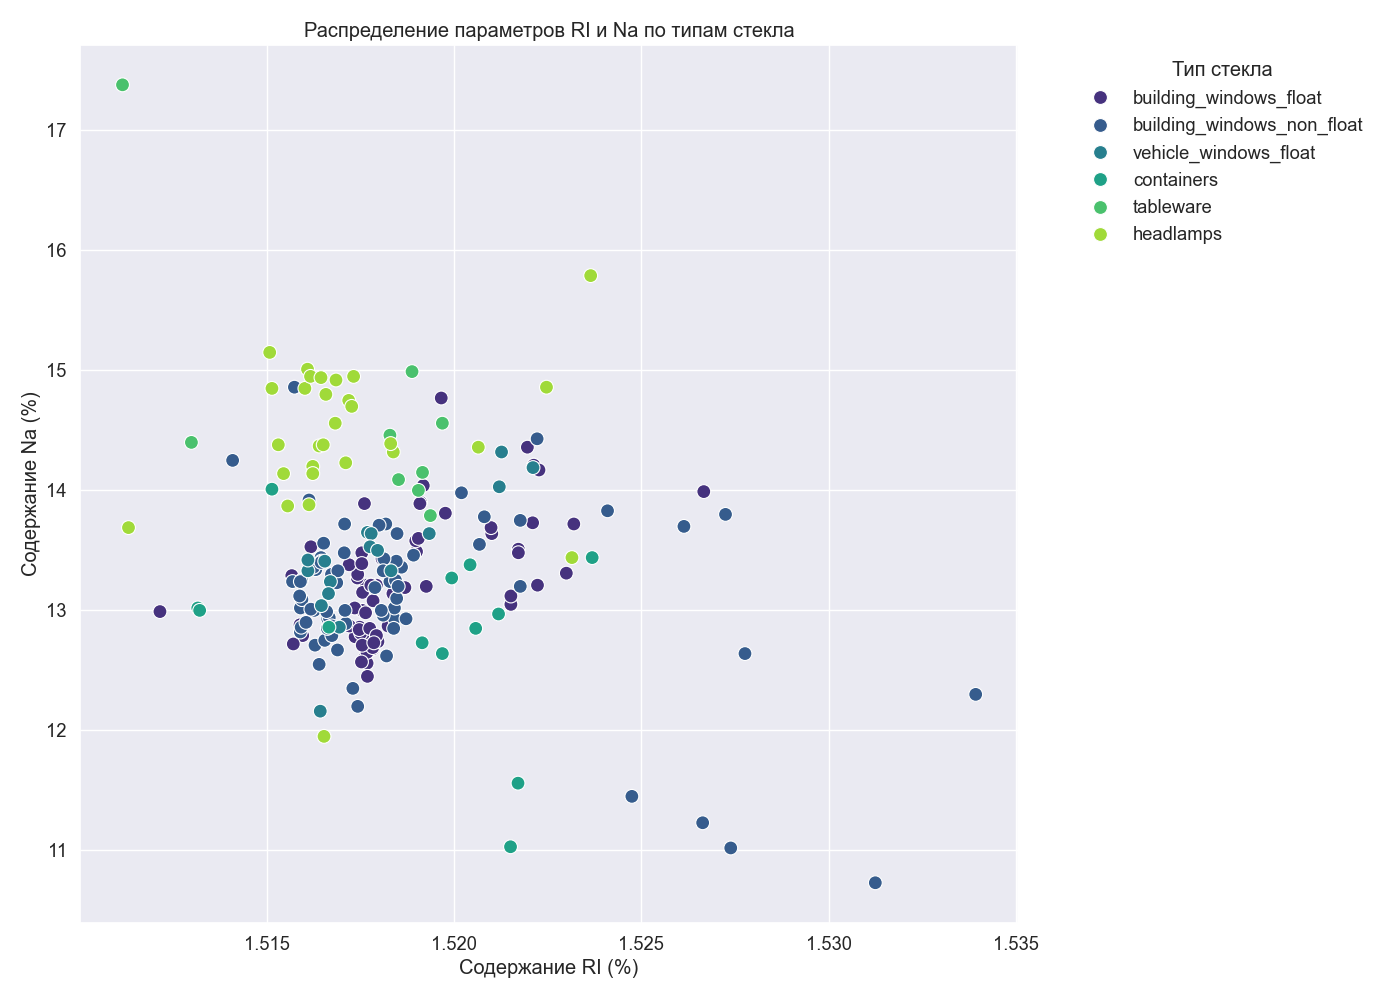 Распределение параметров RI и Na по типам стекла
Тип стекла
building_windows_float
building_windows_non_float
vehicle_windows_float
containers
tableware
headlamps
Содержание Na (%)
17
16
15
14
13
12
11
1.515
1.520
1.525
1.530
1.535
Содержание RI (%)